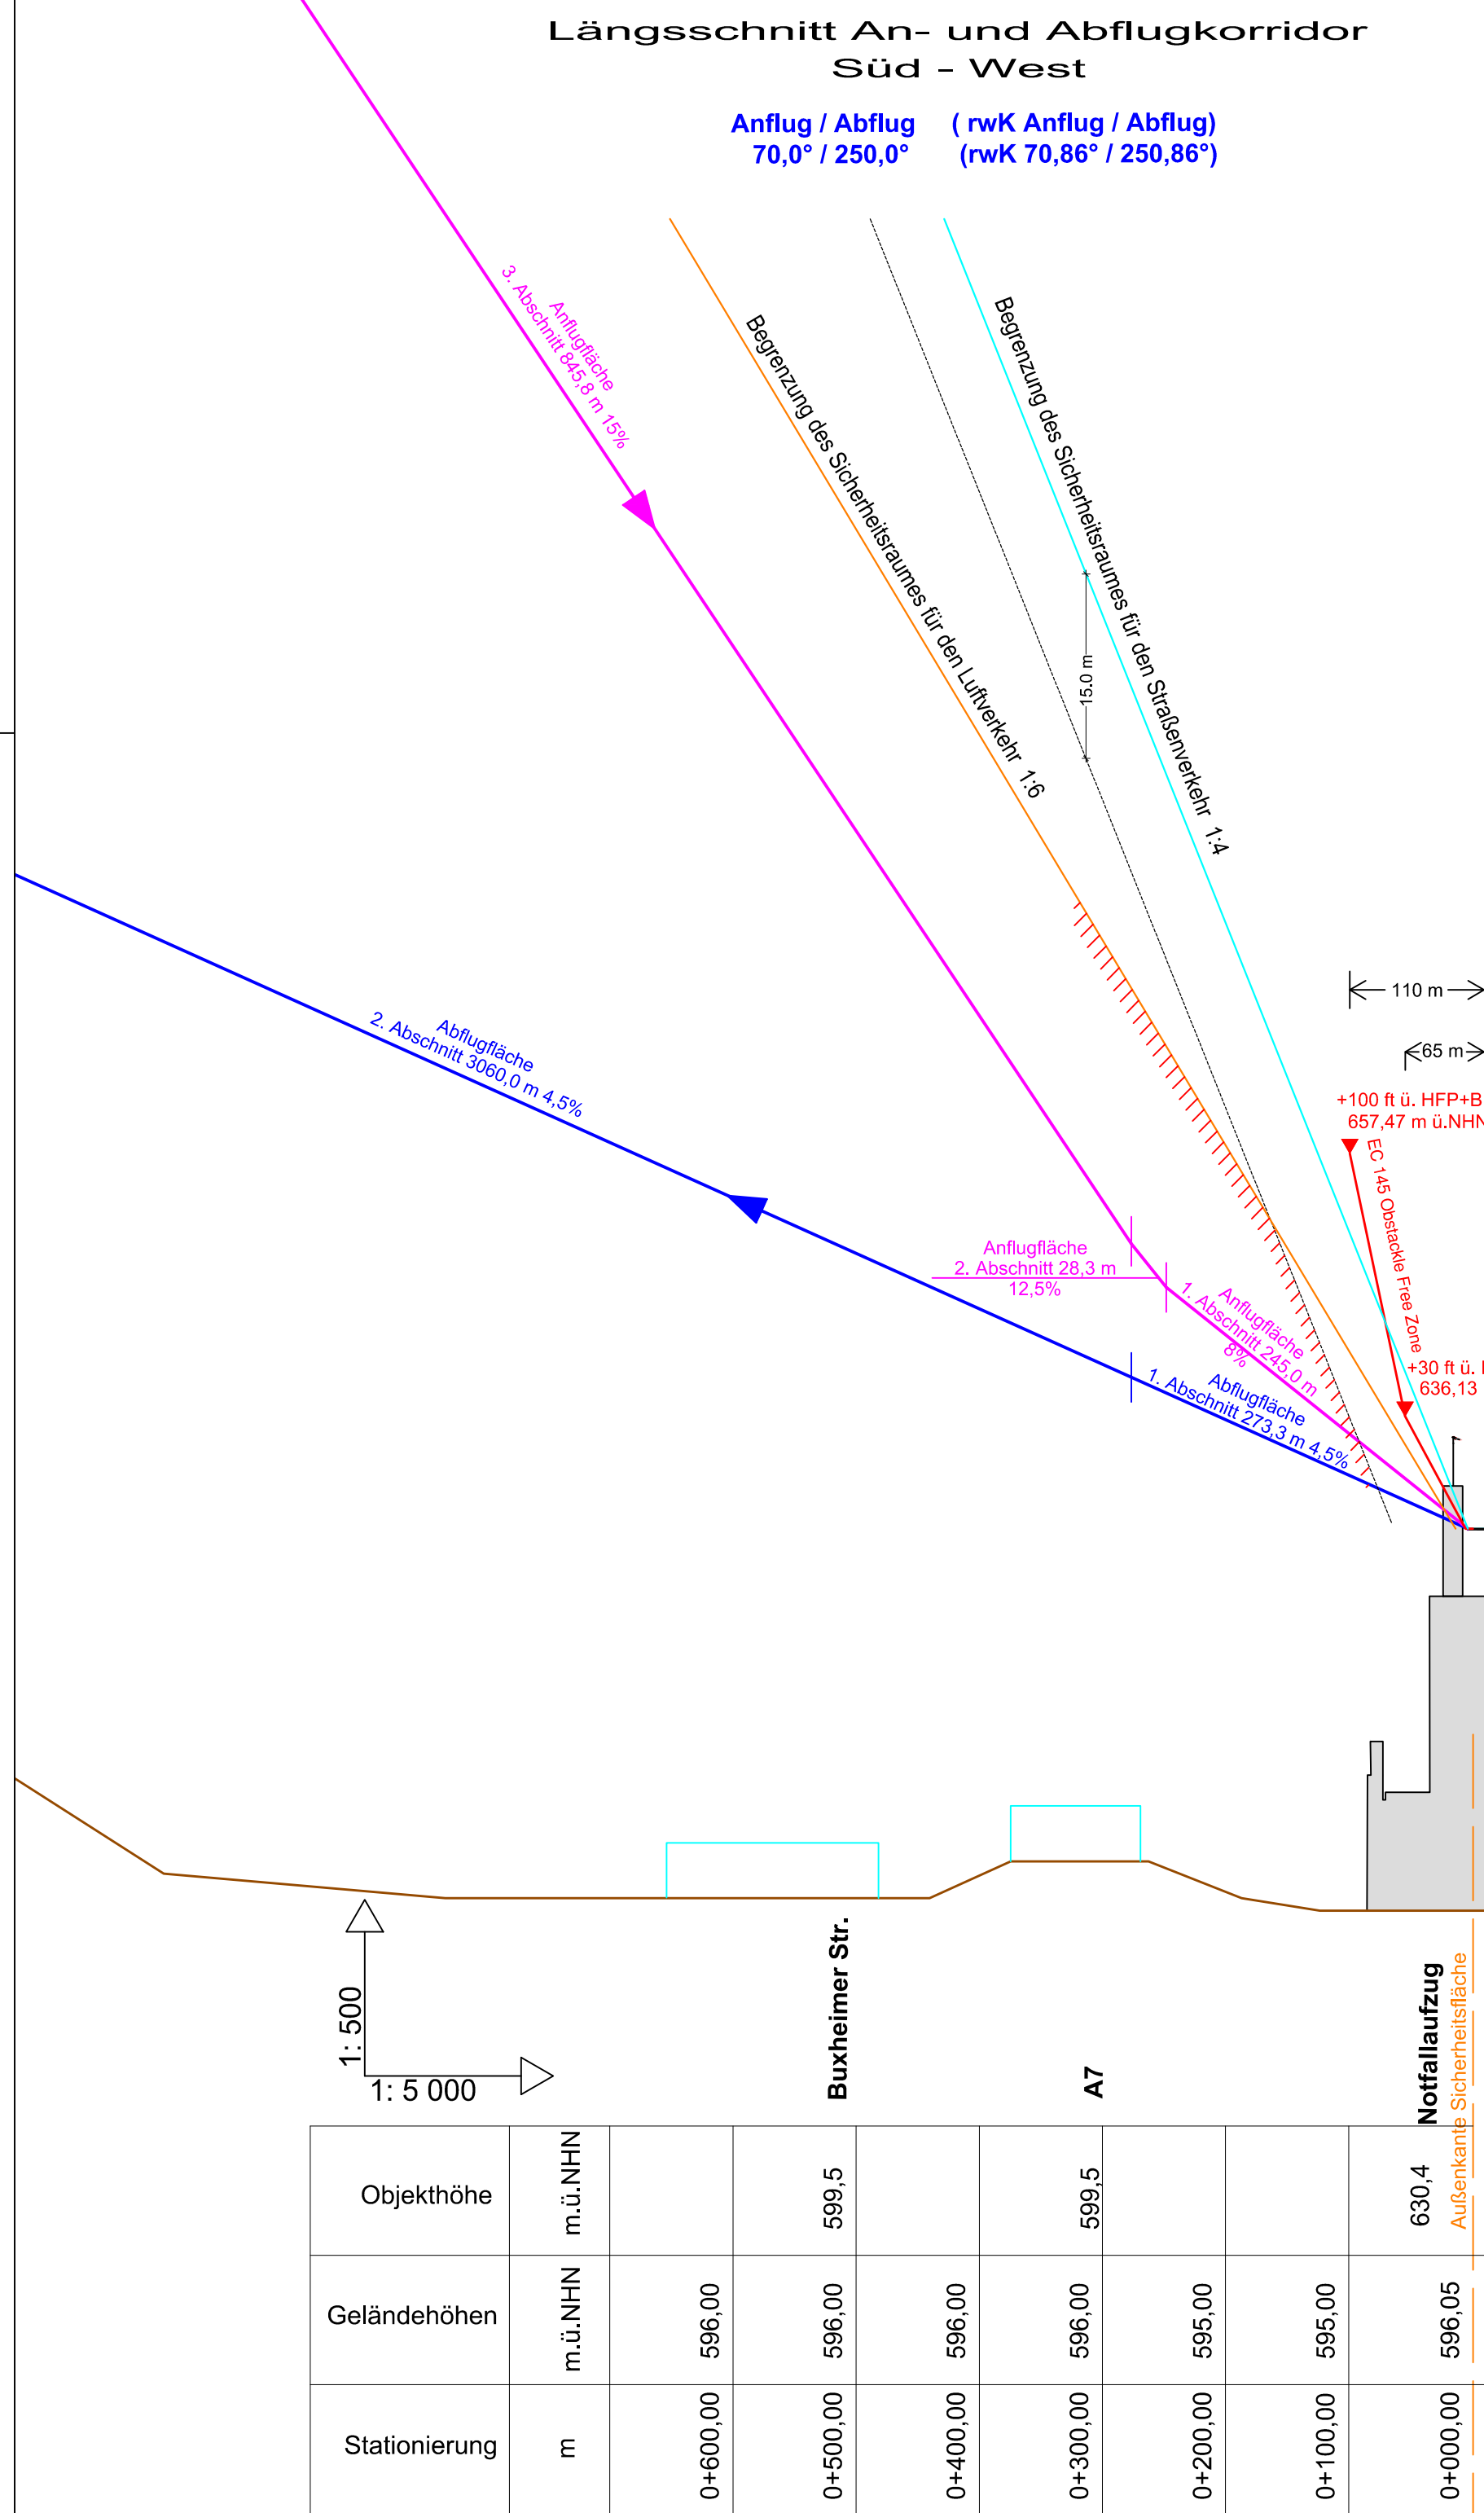 Längsschnitt An- und Abflugkorridor
Süd - West
Anflug / Abflug ( rwK Anflug / Abflug)
70,0° / 250,0° (rwK 70,86° / 250,86°)
Anflugfläche
3. Abschnitt 845,8 m 15%
Begrenzung des Sicherheitsraumes für den Luftverkehr 1:6
Begrenzung des Sicherheitsraumes für den Straßenverkehr 1:4
15.0 m
110 m
65 m
+100 ft ü. HFP+B
657,47 m ü.NHN
EC 145 Obstackle Free Zone
+30 ft ü.
636,13
Abflugfläche
2. Abschnitt 3060,0 m 4,5%
Anflugfläche
2. Abschnitt 28,3 m
12,5%
Anflugfläche
1. Abschnitt 245,0 m
8%
Abflugfläche
1. Abschnitt 273,3 m 4,5%
1: 500
1: 5 000
Buxheimer Str.
A7
Notfallaufzug
Außenkante Sicherheitsfläche
Objekthöhe m.ü.NHN 599,5 599,5 630,4
Geländehöhen m.ü.NHN 596,00 596,00 596,00 596,00 595,00 595,00 596,05
Stationierung m 0+600,00 0+500,00 0+400,00 0+300,00 0+200,00 0+100,00 0+000,00